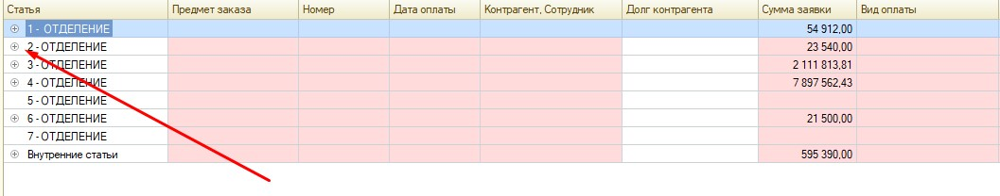 Статья Предмет заказа Номер Дата оплаты Контрагент, Сотрудник Долг контрагента Сумма заявки Вид оплаты
1 - ОТДЕЛЕНИЕ 54 912,00
2 - ОТДЕЛЕНИЕ 23 540,00
3 - ОТДЕЛЕНИЕ 2 111 813,81
4 - ОТДЕЛЕНИЕ 7 897 562,43
5 - ОТДЕЛЕНИЕ
6 - ОТДЕЛЕНИЕ 21 500,00
7 - ОТДЕЛЕНИЕ
Внутренние статьи 595 390,00